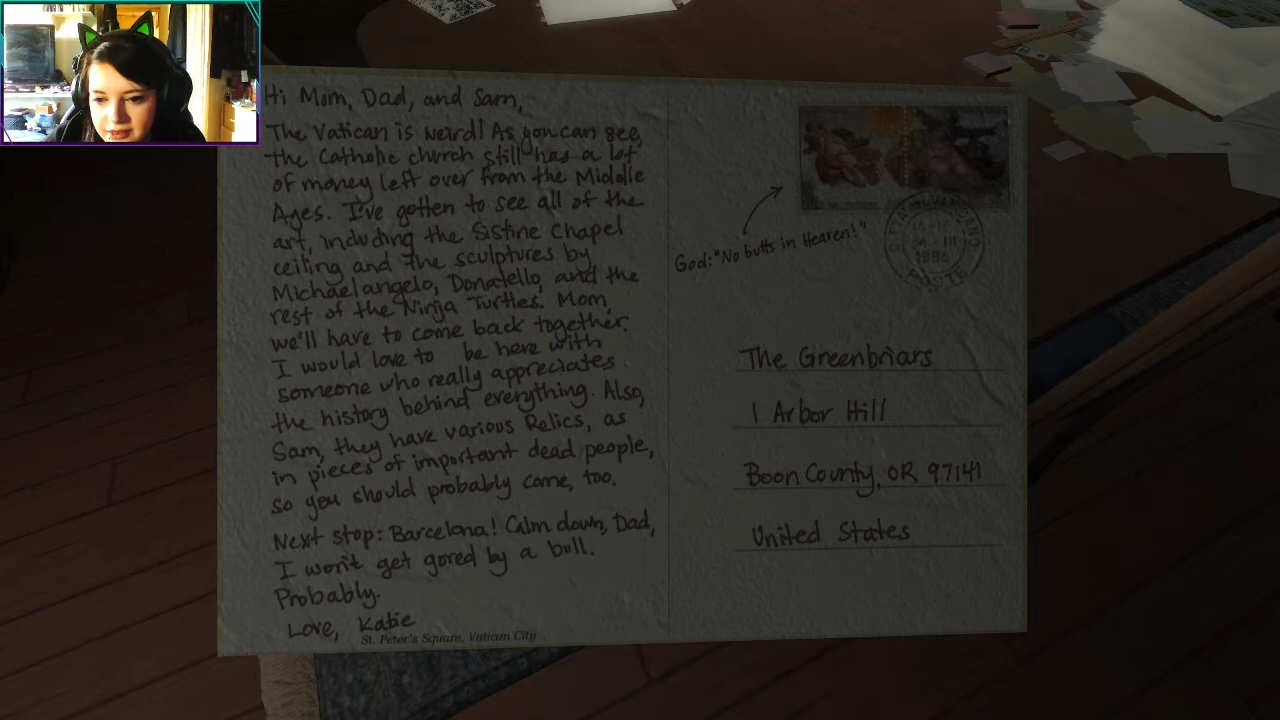 Hi Mom, Dad, and Sam,
The Vatican is weird! As you can see,
the Catholic church still has a lot
of money left over from the Middle
Ages. I've gotten to see all of the
art, including the Sistine Chapel
ceiling and the sculptures by
Michaelangelo, Donatello, and the
rest of the Ninja Turtles. Mom,
we'll have to come back together.
I would love to be here with
someone who really appreciates
the history behind everything. Also,
Sam, they have various Relics, as
in pieces of important dead people,
so you should probably come, too.
Next stop: Barcelona! Calm down, Dad,
I won't get gored by a bull.
Probably.
Love, Katie
St. Peter's Square, Vatican City
God: "No butts in Heaven!"
POSTE
The Greenbriars
1 Arbor Hill
Boon County, OR 97141
United States